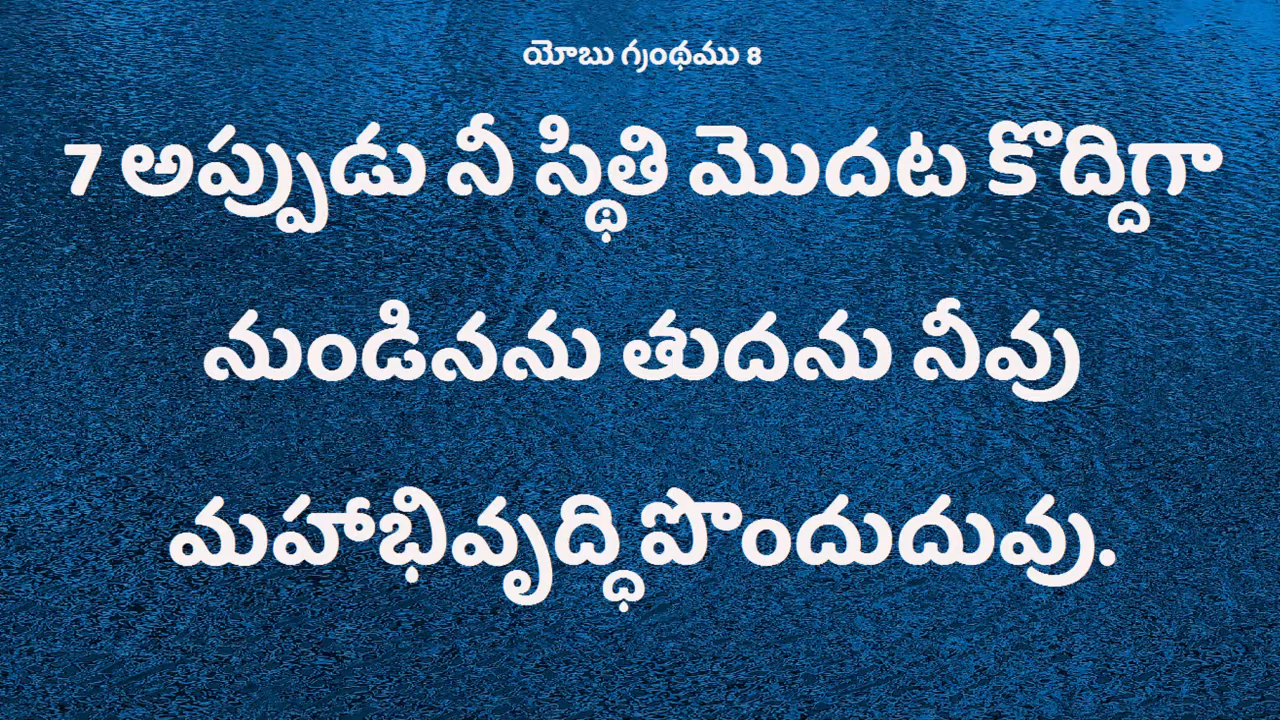 యోబు గ్రంథము 8
7 అప్పుడు నీ స్థితి మొదట కొద్దిగా
నుండినను తుదను నీవు
మహాభివృద్ధిపొందుదువు.